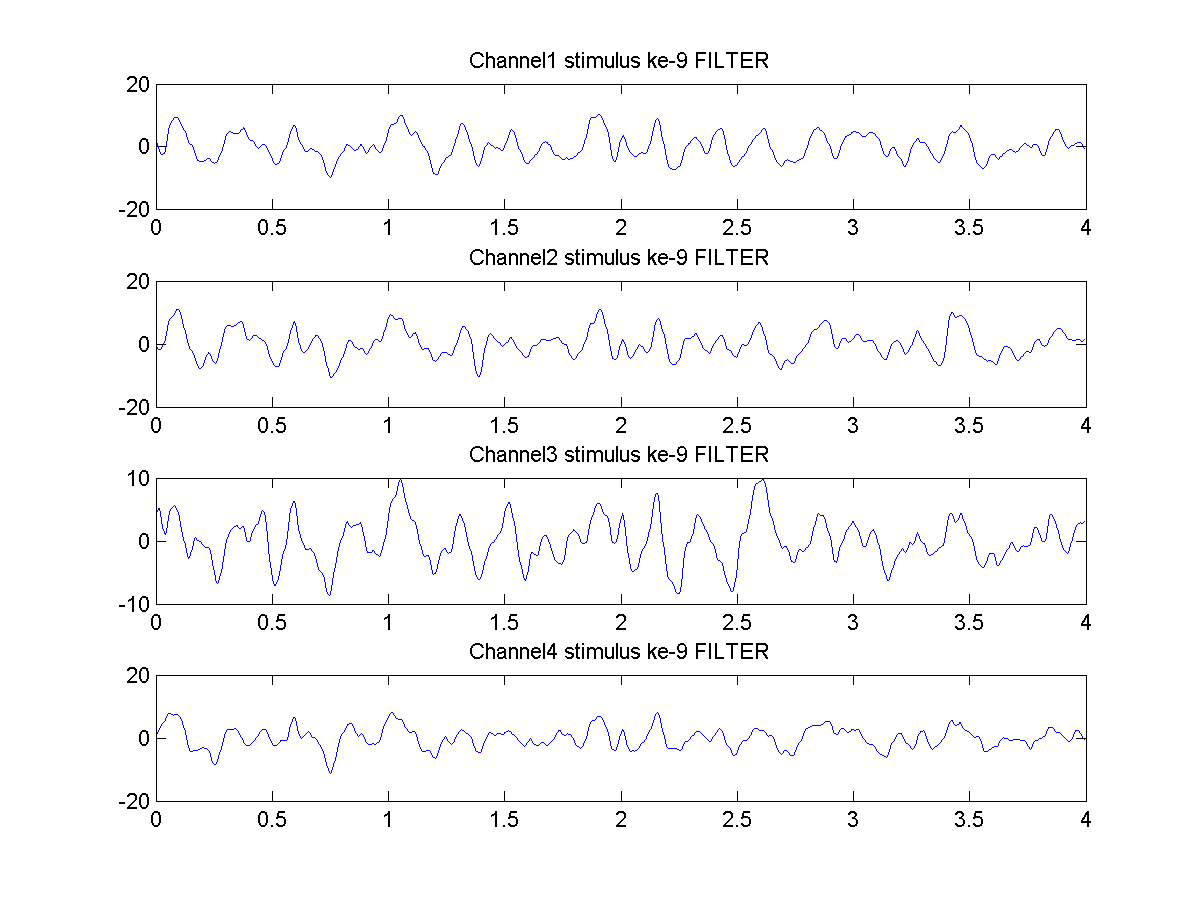 Channel1 stimulus ke-9 FILTER
20
0
-20
0 0.5 1 1.5 2 2.5 3 3.5 4
Channel2 stimulus ke-9 FILTER
20
0
-20
0 0.5 1 1.5 2 2.5 3 3.5 4
Channel3 stimulus ke-9 FILTER
10
0
-10
0 0.5 1 1.5 2 2.5 3 3.5 4
Channel4 stimulus ke-9 FILTER
20
0
-20
0 0.5 1 1.5 2 2.5 3 3.5 4